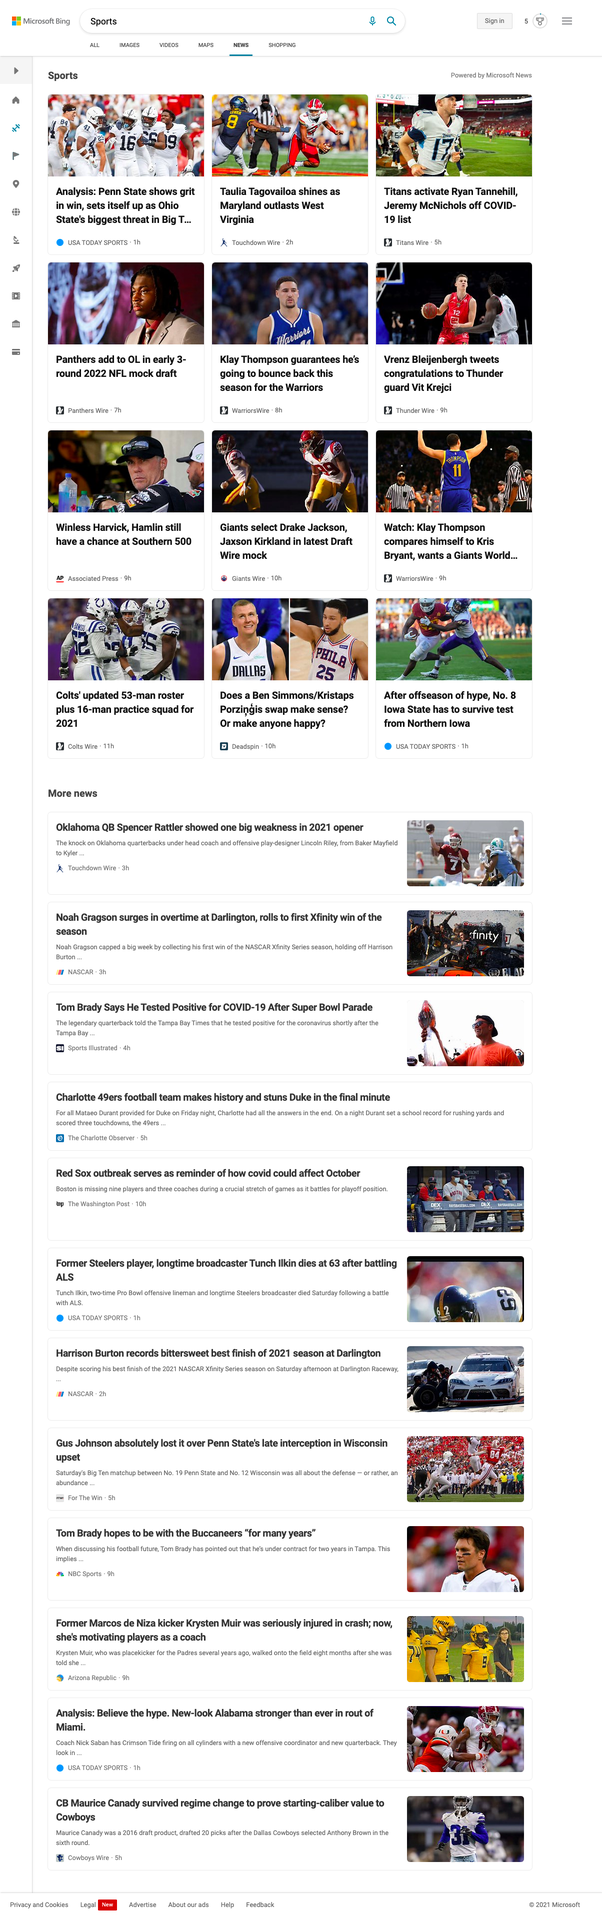 Microsoft Bing
Sports
Sign in
5
ALL IMAGES VIDEOS MAPS NEWS SHOPPING
Sports
Powered by Microsoft News
Analysis: Penn State shows grit
in win, sets itself up as Ohio
State's biggest threat in Big T...
USA TODAY SPORTS · 1h
Taulia Tagovailoa shines as
Maryland outlasts West
Virginia
Touchdown Wire · 2h
Titans activate Ryan Tannehill,
Jeremy McNichols off COVID-
19 list
Titans Wire · 5h
Panthers add to OL in early 3-
round 2022 NFL mock draft
Panthers Wire · 7h
Klay Thompson guarantees he's
going to bounce back this
season for the Warriors
WarriorsWire · 8h
Vrenz Bleijenbergh tweets
congratulations to Thunder
guard Vit Krejci
Thunder Wire · 9h
Winless Harvick, Hamlin still
have a chance at Southern 500
AP Associated Press · 9h
Giants select Drake Jackson,
Jaxson Kirkland in latest Draft
Wire mock
Giants Wire · 10h
Watch: Klay Thompson
compares himself to Kris
Bryant, wants a Giants World...
WarriorsWire · 9h
Colts' updated 53-man roster
plus 16-man practice squad for
2021
Colts Wire · 11h
Does a Ben Simmons/Kristaps
Porziņģis swap make sense?
Or make anyone happy?
Deadspin · 10h
After offseason of hype, No. 8
Iowa State has to survive test
from Northern Iowa
USA TODAY SPORTS · 1h
More news
Oklahoma QB Spencer Rattler showed one big weakness in 2021 opener
The knock on Oklahoma quarterbacks under head coach and offensive play-designer Lincoln Riley, from Baker Mayfield
to Kyler ...
Touchdown Wire · 3h
Noah Gragson surges in overtime at Darlington, rolls to first Xfinity win of the
season
Noah Gragson capped a big week by collecting his first win of the NASCAR Xfinity Series season, holding off Harrison
Burton ...
NASCAR · 3h
Tom Brady Says He Tested Positive for COVID-19 After Super Bowl Parade
The legendary quarterback told the Tampa Bay Times that he tested positive for the coronavirus shortly after the
Tampa Bay ...
Sports Illustrated · 4h
Charlotte 49ers football team makes history and stuns Duke in the final minute
For all Mataeo Durant provided for Duke on Friday night, Charlotte had all the answers in the end. On a night Durant set a school record for rushing yards and
scored three touchdowns, the 49ers ...
The Charlotte Observer · 5h
Red Sox outbreak serves as reminder of how covid could affect October
Boston is missing nine players and three coaches during a crucial stretch of games as it battles for playoff position.
The Washington Post · 10h
Former Steelers player, longtime broadcaster Tunch Ilkin dies at 63 after battling
ALS
Tunch Ilkin, two-time Pro Bowl offensive lineman and longtime Steelers broadcaster died Saturday following a battle
with ALS.
USA TODAY SPORTS · 1h
Harrison Burton records bittersweet best finish of 2021 season at Darlington
Despite scoring his best finish of the 2021 NASCAR Xfinity Series season on Saturday afternoon at Darlington Raceway,
...
NASCAR · 2h
Gus Johnson absolutely lost it over Penn State's late interception in Wisconsin
upset
Saturday's Big Ten matchup between No. 19 Penn State and No. 12 Wisconsin was all about the defense — or rather, an
abundance ...
For The Win · 5h
Tom Brady hopes to be with the Buccaneers "for many years"
When discussing his football future, Tom Brady has pointed out that he's under contract for two years in Tampa. This
implies ...
NBC Sports · 9h
Former Marcos de Niza kicker Krysten Muir was seriously injured in crash; now,
she's motivating players as a coach
Krysten Muir, who was placekicker for the Padres several years ago, walked onto the field eight months after she was
told she ...
Arizona Republic · 9h
Analysis: Believe the hype. New-look Alabama stronger than ever in rout of
Miami.
Coach Nick Saban has Crimson Tide firing on all cylinders with a new offensive coordinator and new quarterback. They
look in ...
USA TODAY SPORTS · 1h
CB Maurice Canady survived regime change to prove starting-caliber value to
Cowboys
Maurice Canady was a 2016 draft product, drafted 20 picks after the Dallas Cowboys selected Anthony Brown in the
sixth round.
Cowboys Wire · 5h
Privacy and Cookies Legal New Advertise About our ads Help Feedback © 2021 Microsoft